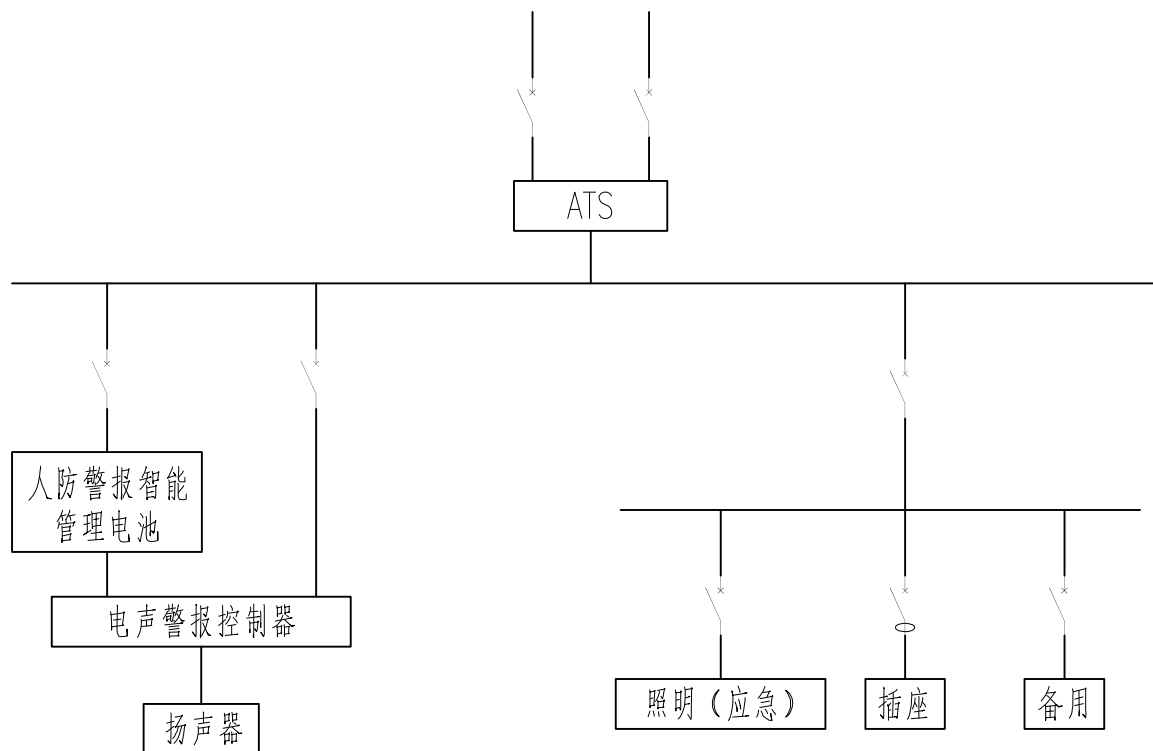 ATS
人防警报智能
管理电池
电声警报控制器
扬声器
照明（应急）
插座
备用